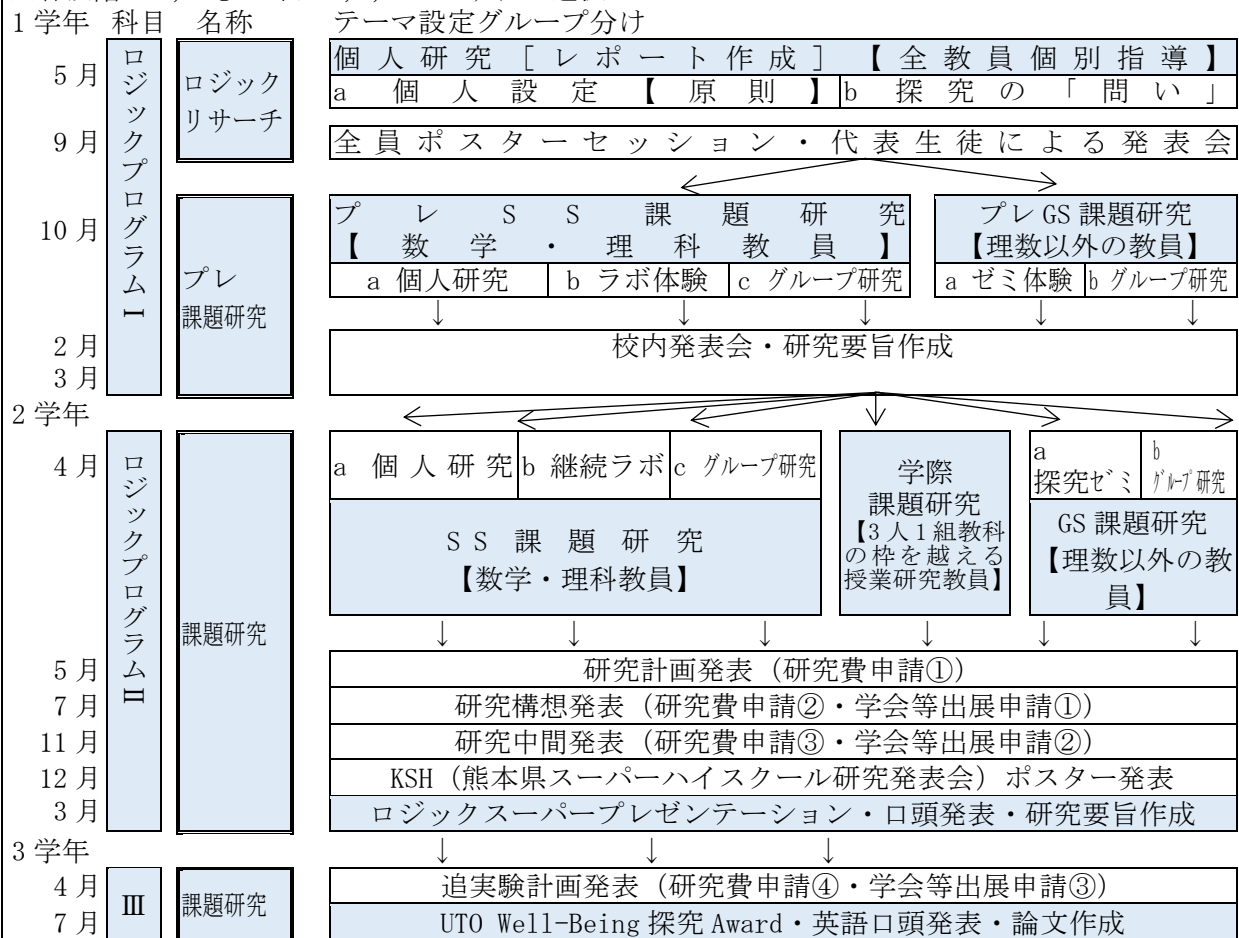 1学年 科目 名称 テーマ設定グループ分け
ロジックプログラムⅠ
5月
ロジック
リサーチ
個人研究[レポート作成]【全教員個別指導】
a 個人設定【原則】 b 探究の「問い」
9月
全員ポスターセッション・代表生徒による発表会
10月
プレ
課題研究
プレSS課題研究
【数学・理科教員】
a 個人研究 b ラボ体験 c グループ研究
プレGS課題研究
【理数以外の教員】
a ゼミ体験 b グループ研究
↓ ↓ ↓ ↓ ↓
2月
3月
校内発表会・研究要旨作成
2学年
4月
ロジックプログラムⅡ
課題研究
a 個人研究 b 継続ラボ c グループ研究
SS課題研究
【数学・理科教員】
学際
課題研究
【3人1組教科
の枠を越える
授業研究教員】
a
探究ゼミ
b
グループ研究
GS課題研究
【理数以外の教
員】
↓ ↓ ↓ ↓ ↓ ↓
5月 研究計画発表(研究費申請①)
7月 研究構想発表(研究費申請②・学会等出展申請①)
11月 研究中間発表(研究費申請③・学会等出展申請②)
12月 KSH(熊本県スーパーハイスクール研究発表会)ポスター発表
3月 ロジックスーパープレゼンテーション・口頭発表・研究要旨作成
3学年 ↓ ↓ ↓
Ⅲ 課題研究
4月 追実験計画発表(研究費申請④・学会等出展申請③)
7月 UTO Well-Being 探究 Award・英語口頭発表・論文作成